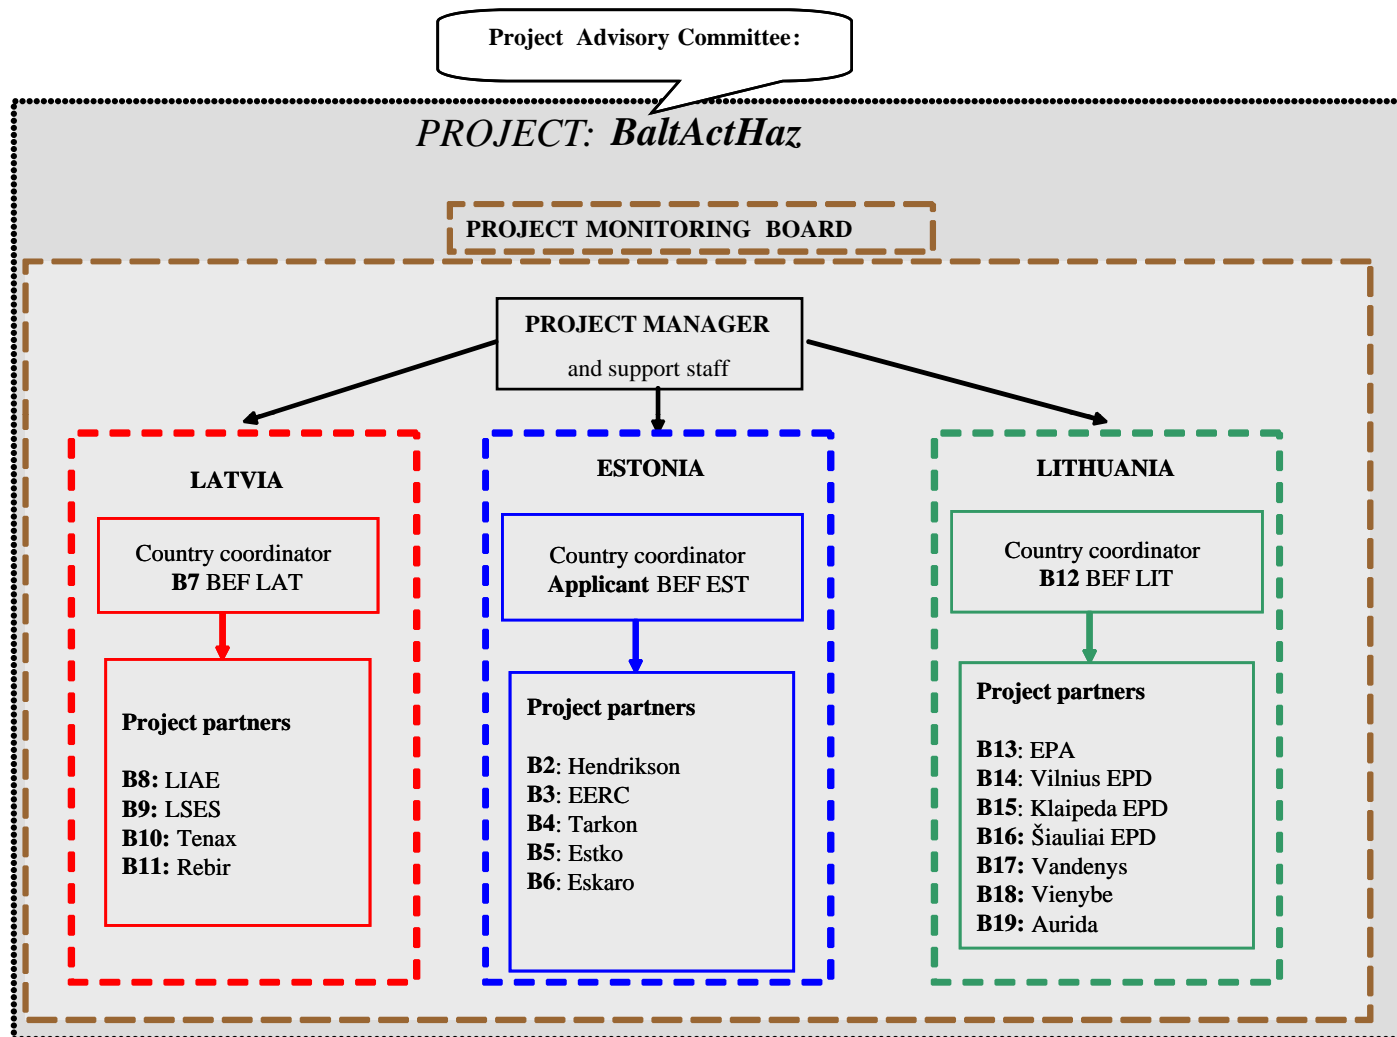 Project Advisory Committee:
PROJECT: BaltActHaz
PROJECT MONITORING BOARD
PROJECT MANAGER
and support staff
LATVIA
Country coordinator
B7 BEF LAT
Project partners
B8: LIAE
B9: LSES
B10: Tenax
B11: Rebir
ESTONIA
Country coordinator
Applicant BEF EST
Project partners
B2: Hendrikson
B3: EERC
B4: Tarkon
B5: Estko
B6: Eskaro
LITHUANIA
Country coordinator
B12 BEF LIT
Project partners
B13: EPA
B14: Vilnius EPD
B15: Klaipeda EPD
B16: Šiauliai EPD
B17: Vandenys
B18: Vienybe
B19: Aurida